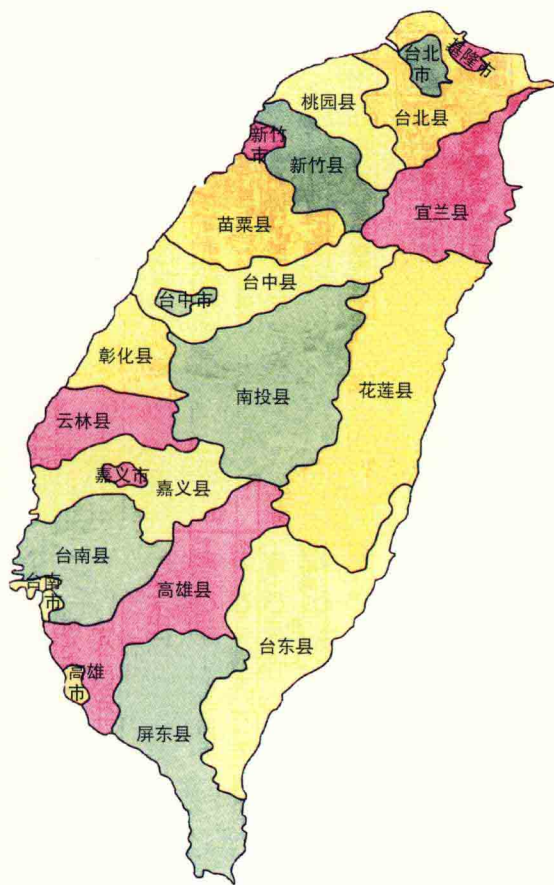 台北
市
基隆市
桃园县
台北县
新竹
市
新竹县
宜兰县
苗粟县
台中县
台中市
彰化县
南投县
花莲县
云林县
嘉义市
嘉义县
台南县
台南
市
高雄县
台东县
高雄
市
屏东县